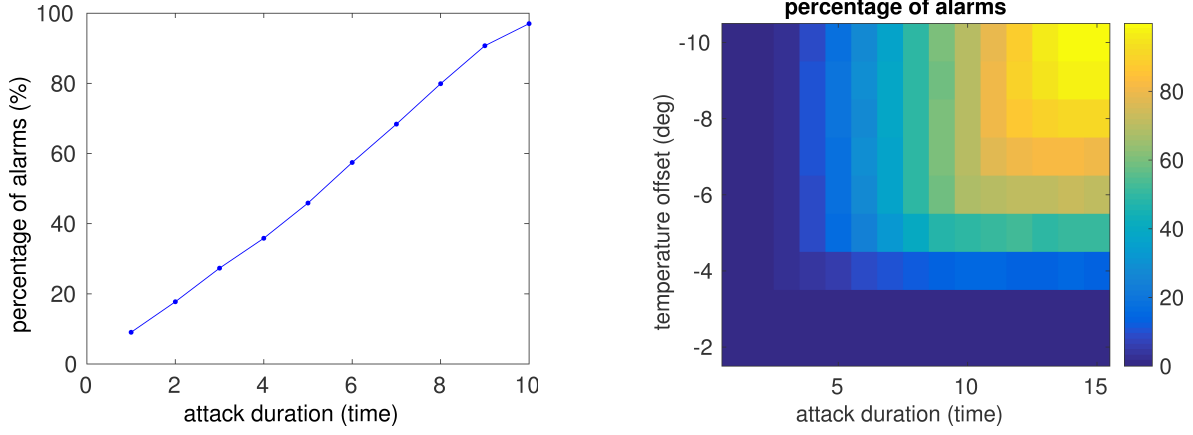 100
80
60
40
20
0
0 2 4 6 8 10
percentage of alarms (%)
attack duration (time)
percentage of alarms
-10
-8
-6
-4
-2
5 10 15
temperature offset (deg)
attack duration (time)
80
60
40
20
0